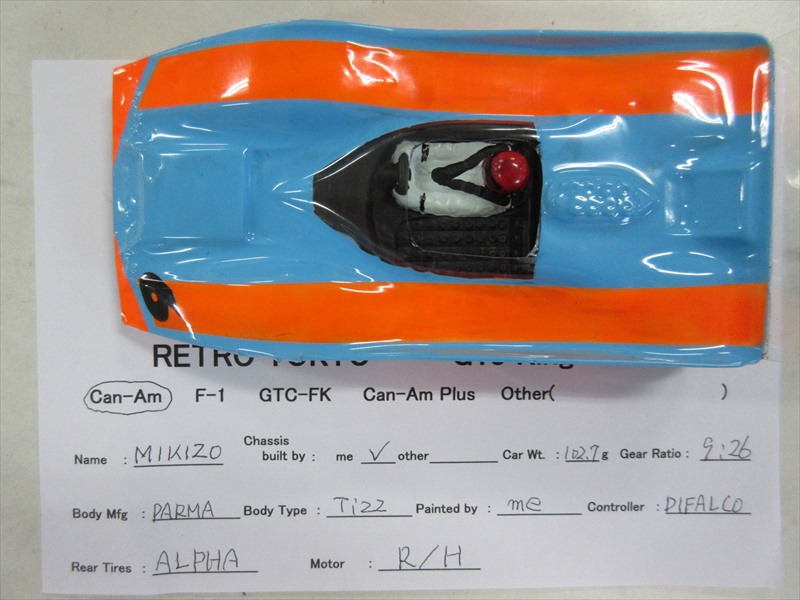 RETRO TOKYO
Can-Am F-1 GTC-FK Can-Am Plus Other( )
Name : MIKIZO Chassis built by : me ✓ other Car Wt. : 102.7g Gear Ratio : 9:26
Body Mfg : PARMA Body Type : Tizz Painted by : me Controller : DIFALCO
Rear Tires : ALPHA Motor : R/H